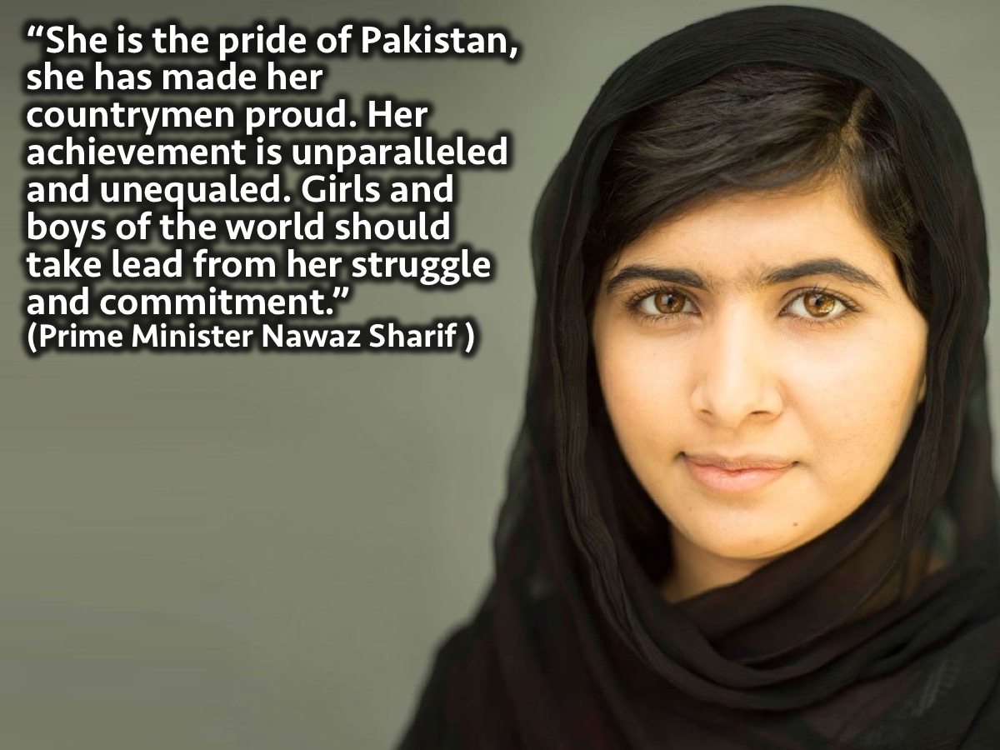 “She is the pride of Pakistan,
she has made her
countrymen proud. Her
achievement is unparalleled
and unequaled. Girls and
boys of the world should
take lead from her struggle
and commitment.”
(Prime Minister Nawaz Sharif )